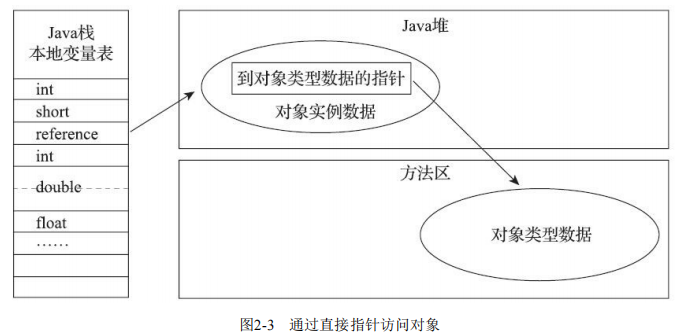 Java栈
本地变量表
int
short
reference
int
double
float
……
Java堆
到对象类型数据的指针
对象实例数据
方法区
对象类型数据
图2-3 通过直接指针访问对象